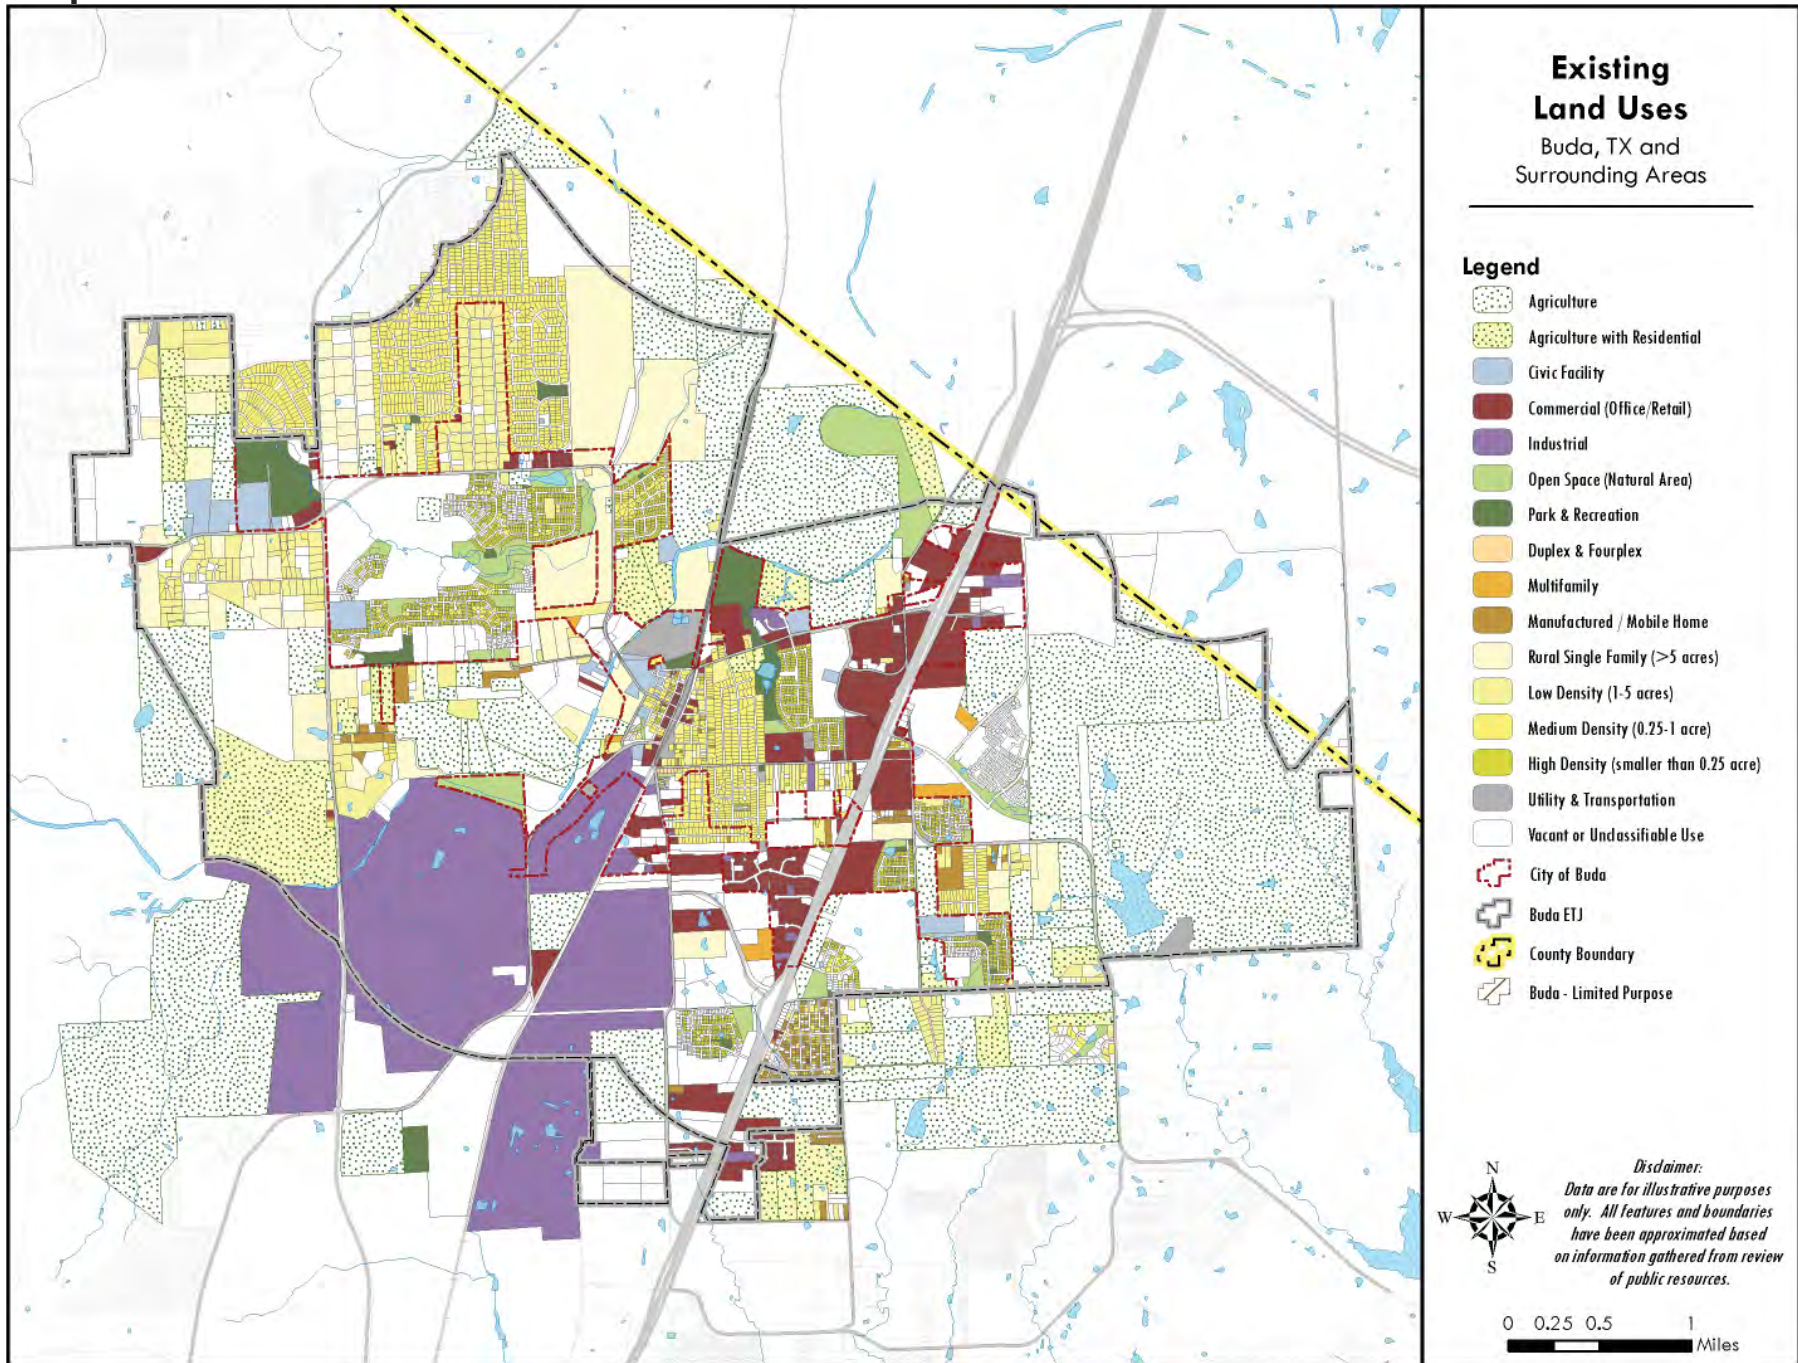 Existing
Land Uses
Buda, TX and
Surrounding Areas
Legend
Agriculture
Agriculture with Residential
Civic Facility
Commercial (Office/Retail)
Industrial
Open Space (Natural Area)
Park & Recreation
Duplex & Fourplex
Multifamily
Manufactured / Mobile Home
Rural Single Family (>5 acres)
Low Density (1-5 acres)
Medium Density (0.25-1 acre)
High Density (smaller than 0.25 acre)
Utility & Transportation
Vacant or Unclassifiable Use
City of Buda
Buda ETJ
County Boundary
Buda - Limited Purpose
N
W E
S
Disclaimer:
Data are for illustrative purposes
only. All features and boundaries
have been approximated based
on information gathered from review
of public resources.
0 0.25 0.5 1
Miles